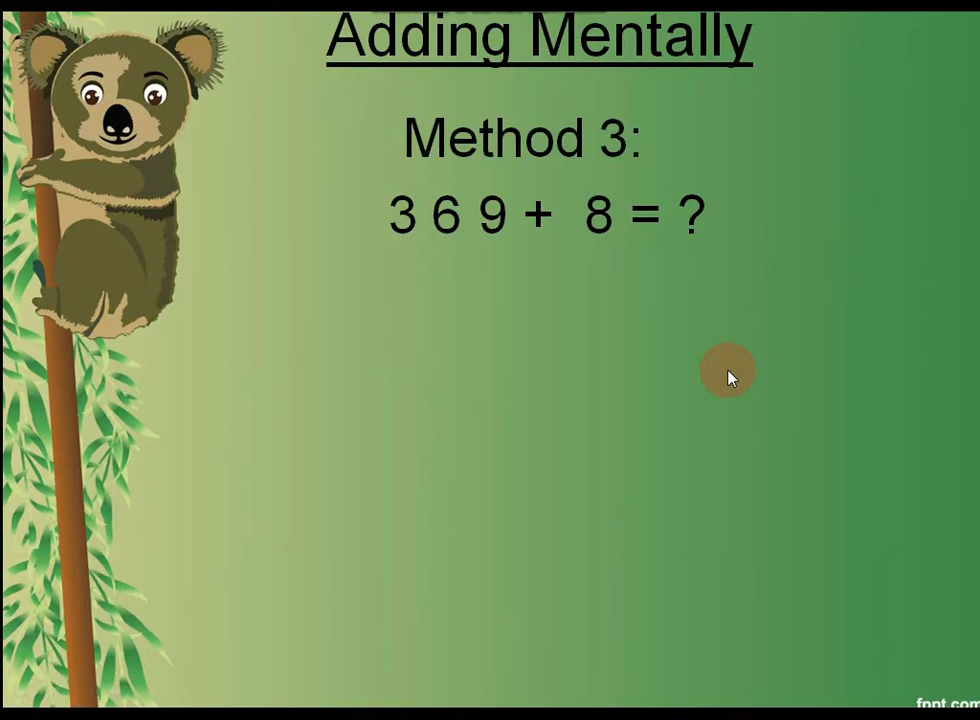 Adding Mentally
Method 3:
3 6 9 + 8 = ?
fppt.com